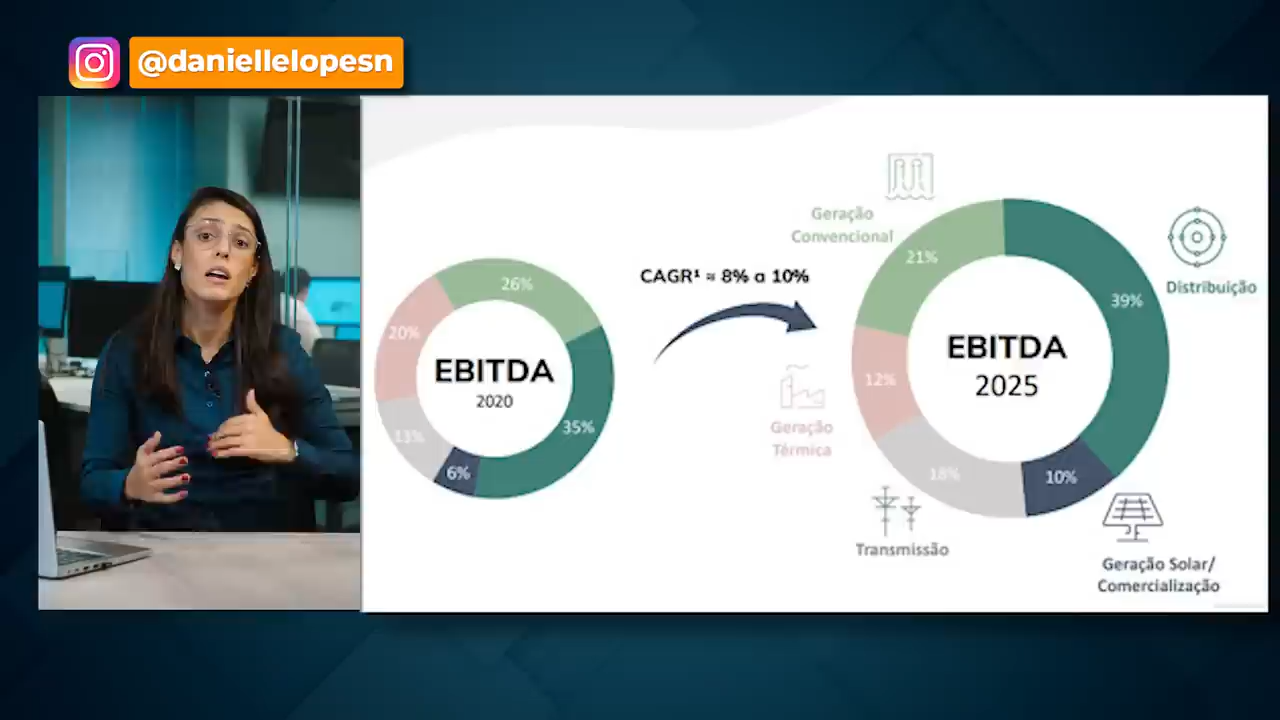 @daniellelopesn
26%
20%
EBITDA
2020
13%
35%
6%
CAGR¹ ≈ 8% a 10%
Geração
Convencional
21%
39%
Distribuição
EBITDA
2025
12%
Geração
Térmica
18%
10%
Transmissão
Geração Solar/
Comercialização